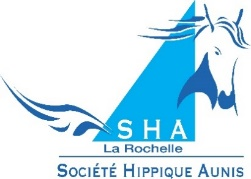 SHA
La Rochelle
SOCIÉTÉ HIPPIQUE AUNIS